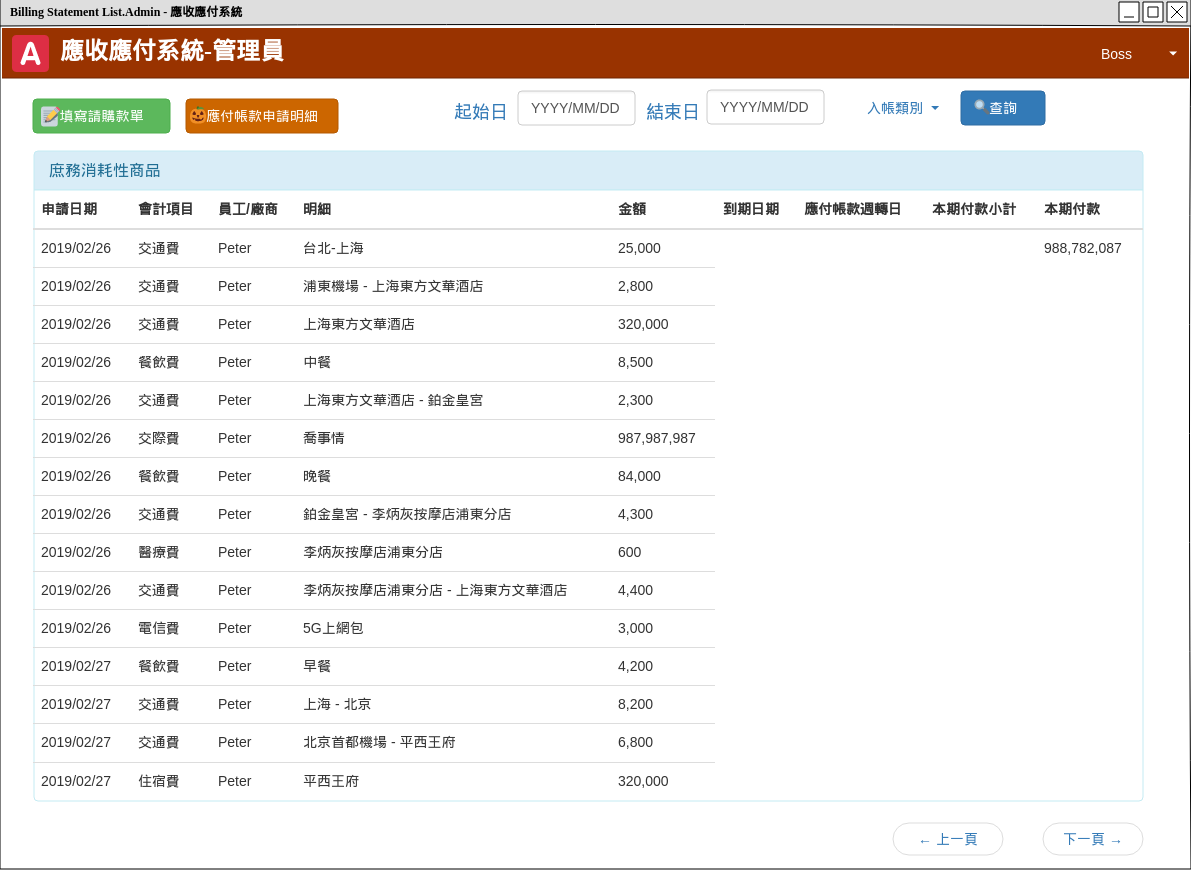 Billing Statement List.Admin - 應收應付系統
A 應收應付系統-管理員 Boss
填寫請購款單 應付帳款申請明細 起始日 YYYY/MM/DD 結束日 YYYY/MM/DD 入帳類別 查詢
庶務消耗性商品
申請日期 會計項目 員工/廠商 明細 金額 到期日期 應付帳款週轉日 本期付款小計 本期付款
2019/02/26 交通費 Peter 台北-上海 25,000 988,782,087
2019/02/26 交通費 Peter 浦東機場 - 上海東方文華酒店 2,800
2019/02/26 交通費 Peter 上海東方文華酒店 320,000
2019/02/26 餐飲費 Peter 中餐 8,500
2019/02/26 交通費 Peter 上海東方文華酒店 - 鉑金皇宮 2,300
2019/02/26 交際費 Peter 喬事情 987,987,987
2019/02/26 餐飲費 Peter 晚餐 84,000
2019/02/26 交通費 Peter 鉑金皇宮 - 李炳灰按摩店浦東分店 4,300
2019/02/26 醫療費 Peter 李炳灰按摩店浦東分店 600
2019/02/26 交通費 Peter 李炳灰按摩店浦東分店 - 上海東方文華酒店 4,400
2019/02/26 電信費 Peter 5G上網包 3,000
2019/02/27 餐飲費 Peter 早餐 4,200
2019/02/27 交通費 Peter 上海 - 北京 8,200
2019/02/27 交通費 Peter 北京首都機場 - 平西王府 6,800
2019/02/27 住宿費 Peter 平西王府 320,000
← 上一頁 下一頁 →